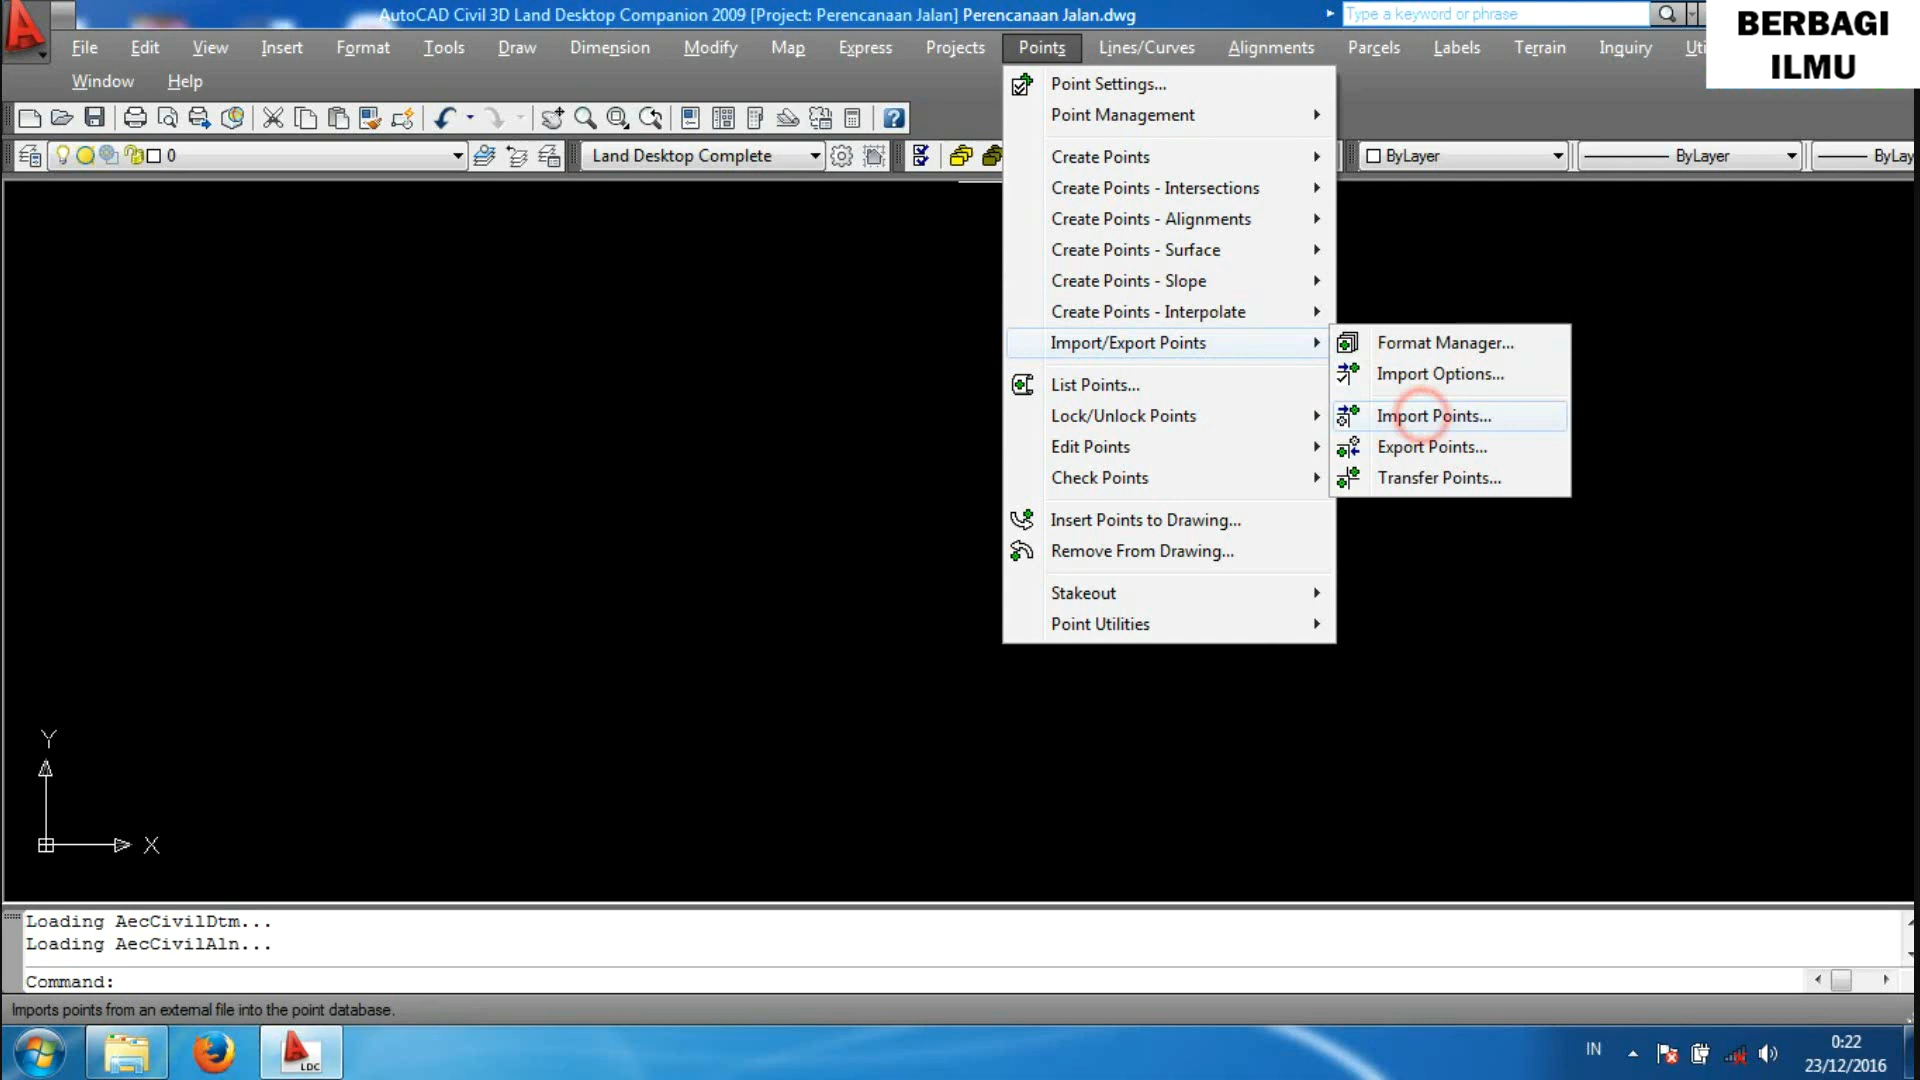 AutoCAD Civil 3D Land Desktop Companion 2009 [Project: Perencanaan Jalan] Perencanaan Jalan.dwg
Type a keyword or phrase
BERBAGI
ILMU
File Edit View Insert Format Tools Draw Dimension Modify Map Express Projects Points Lines/Curves Alignments Parcels Labels Terrain Inquiry Uti
Window Help
0
Land Desktop Complete
ByLayer
ByLayer
ByLay
Point Settings...
Point Management
Create Points
Create Points - Intersections
Create Points - Alignments
Create Points - Surface
Create Points - Slope
Create Points - Interpolate
Import/Export Points
List Points...
Lock/Unlock Points
Edit Points
Check Points
Insert Points to Drawing...
Remove From Drawing...
Stakeout
Point Utilities
Format Manager...
Import Options...
Import Points...
Export Points...
Transfer Points...
Y
X
Loading AecCivilDtm...
Loading AecCivilAln...
Command:
Imports points from an external file into the point database.
LDC
IN
0:22
23/12/2016